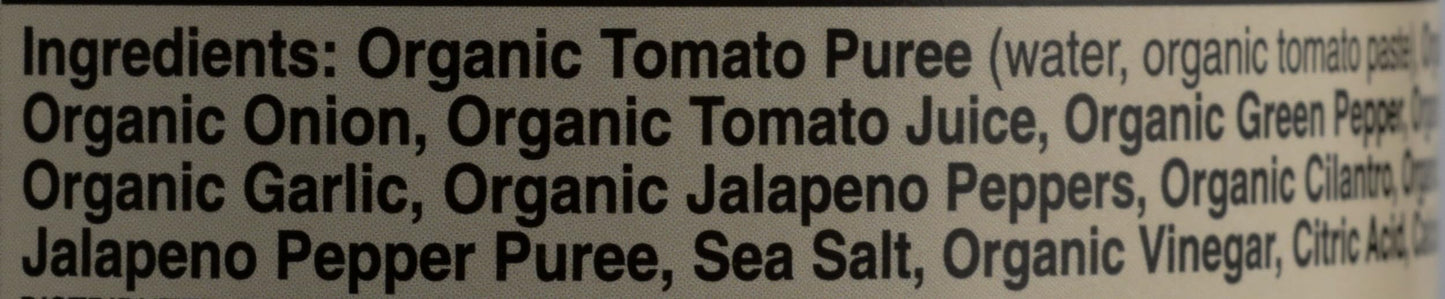 Ingredients: Organic Tomato Puree (water, organic tomato paste),
Organic Onion, Organic Tomato Juice, Organic Green Pepper,
Organic Garlic, Organic Jalapeno Peppers, Organic Cilantro,
Jalapeno Pepper Puree, Sea Salt, Organic Vinegar, Citric Acid,